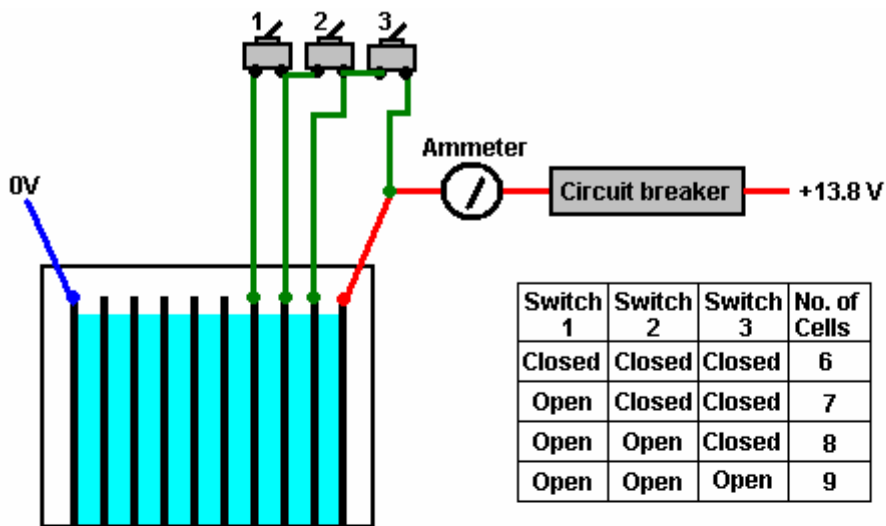 1 2 3
Ammeter
0V
Circuit breaker
+13.8 V
Switch 1 Switch 2 Switch 3 No. of Cells
Closed Closed Closed 6
Open Closed Closed 7
Open Open Closed 8
Open Open Open 9